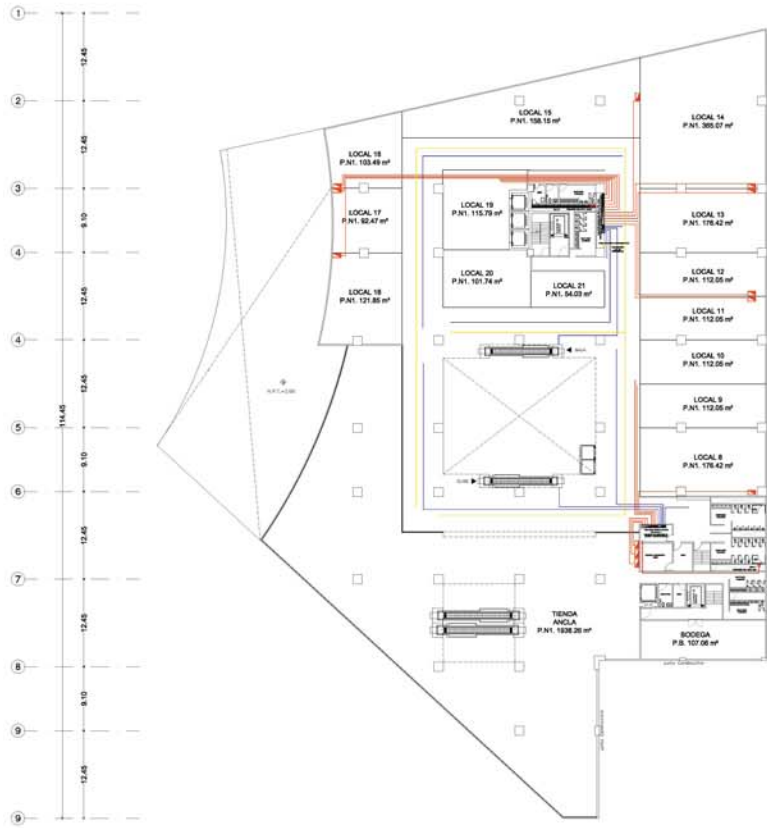 1
12.45
2
LOCAL 15
P.N1. 158.15 m²
LOCAL 14
P.N1. 365.07 m²
12.45
LOCAL 16
P.N1. 103.49 m²
3
LOCAL 19
P.N1. 115.79 m²
LOCAL 17
P.N1. 92.47 m²
LOCAL 13
P.N1. 176.42 m²
9.10
4
LOCAL 20
P.N1. 101.74 m²
LOCAL 12
P.N1. 112.05 m²
LOCAL 18
P.N1. 121.85 m²
LOCAL 21
P.N1. 54.03 m²
12.45
LOCAL 11
P.N1. 112.05 m²
4
BAJA
LOCAL 10
P.N1. 112.05 m²
12.45
114.45
LOCAL 9
P.N1. 112.05 m²
5
LOCAL 8
P.N1. 176.42 m²
9.10
SUBE
6
12.45
7
TIENDA
ANCLA
P.N1. 1938.26 m²
12.45
BODEGA
P.B. 107.06 m²
8
9.10
9
12.45
9